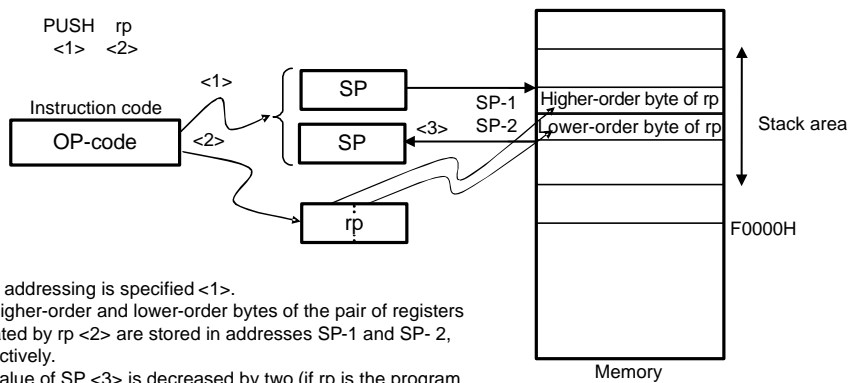 PUSH rp
<1> <2>
<1>
SP
SP-1
Higher-order byte of rp
Instruction code
OP-code
<2>
<3>
SP-2
Lower-order byte of rp
Stack area
SP
rp
F0000H
addressing is specified <1>.
igher-order and lower-order bytes of the pair of registers
ated by rp <2> are stored in addresses SP-1 and SP- 2,
ctively.
alue of SP <3> is decreased by two (if rp is the program
Memory